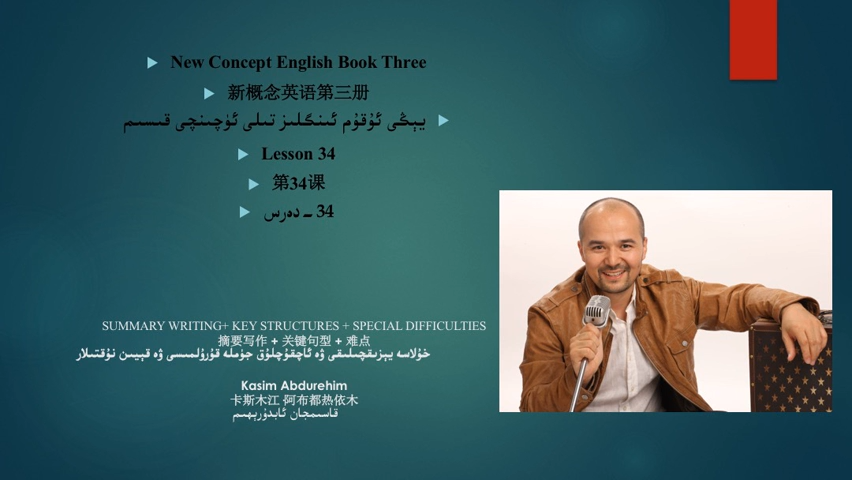 New Concept English Book Three
新概念英语第三册
يېڭى ئۇقۇم ئىنگلىز تىلى ئۈچىنچى قىسىم
Lesson 34
第34课
34 ـ دەرس
SUMMARY WRITING+ KEY STRUCTURES + SPECIAL DIFFICULTIES
摘要写作 + 关键句型 + 难点
خۇلاسە يېزىقچىلىقى ۋە ئاچقۇچلۇق جۈملە قۇرۇلمىسى ۋە قېيىن نۇقتىلار
Kasim Abdurehim
卡斯木江 阿布都热依木
قاسىمجان ئابدۇرېھىم